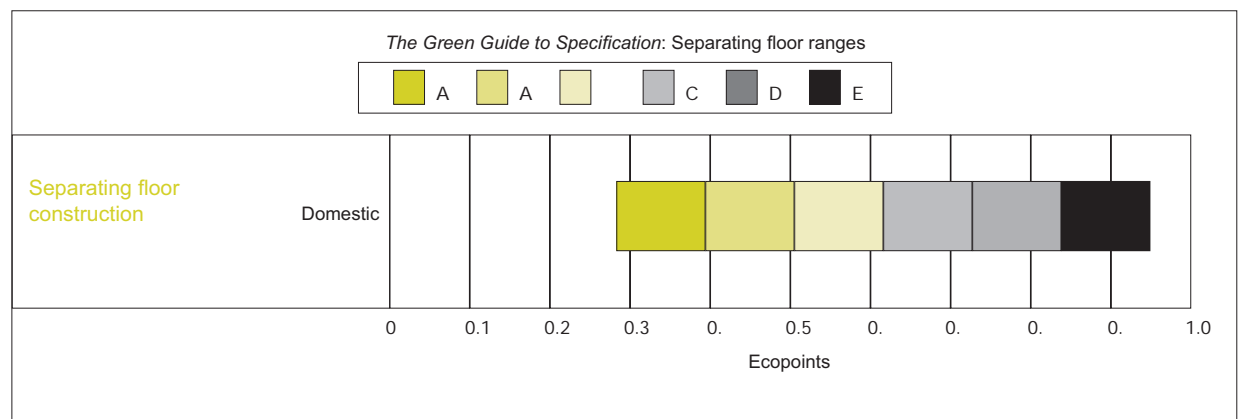 The Green Guide to Specification: Separating floor ranges
A A C D E
Separating floor
construction
Domestic
0 0.1 0.2 0.3 0. 0.5 0. 0. 0. 0. 1.0
Ecopoints